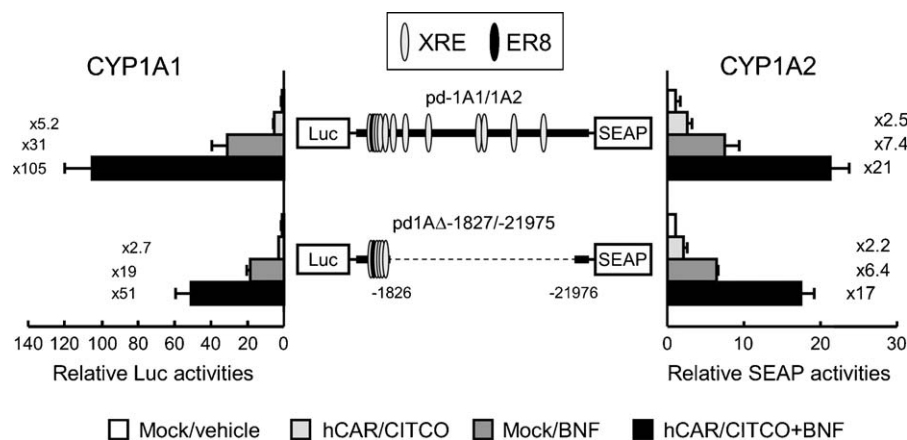 XRE ER8
CYP1A1
CYP1A2
pd-1A1/1A2
Luc
SEAP
x5.2
x31
x105
x2.5
x7.4
x21
pd1AΔ-1827/-21975
Luc
SEAP
-1826
-21976
x2.7
x19
x51
x2.2
x6.4
x17
140 120 100 80 60 40 20 0
0 10 20 30
Relative Luc activities
Relative SEAP activities
Mock/vehicle hCAR/CITCO Mock/BNF hCAR/CITCO+BNF